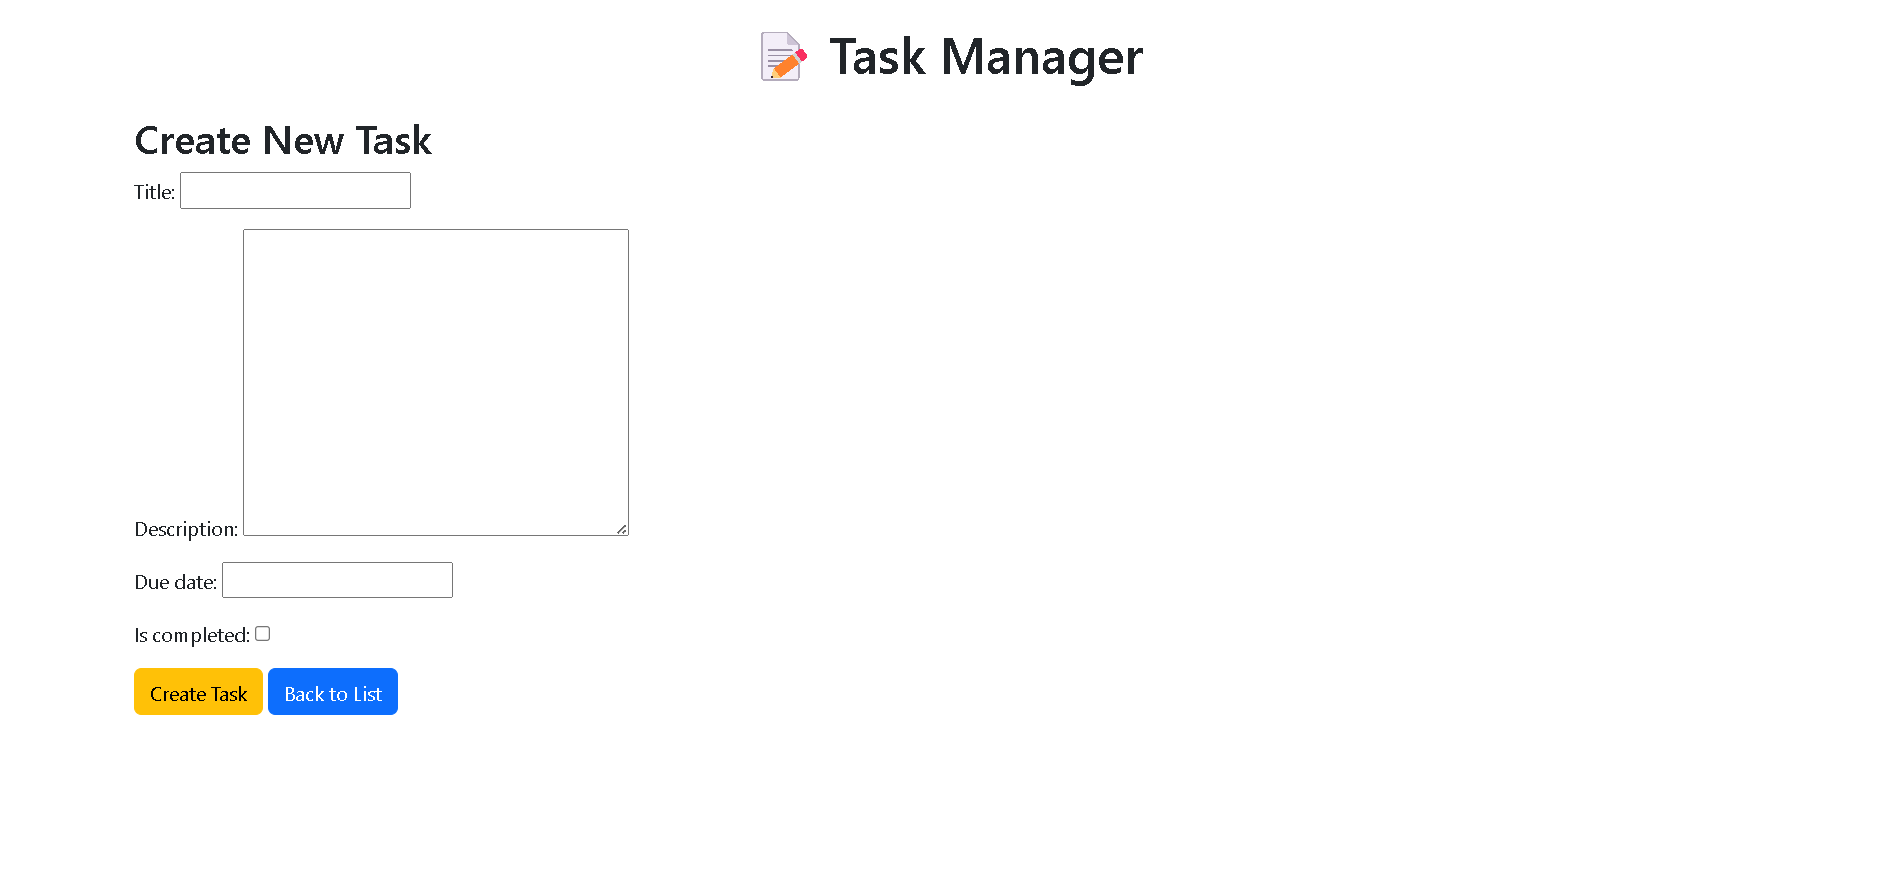 Task Manager
Create New Task
Title:
Description:
Due date:
Is completed:
Create Task Back to List